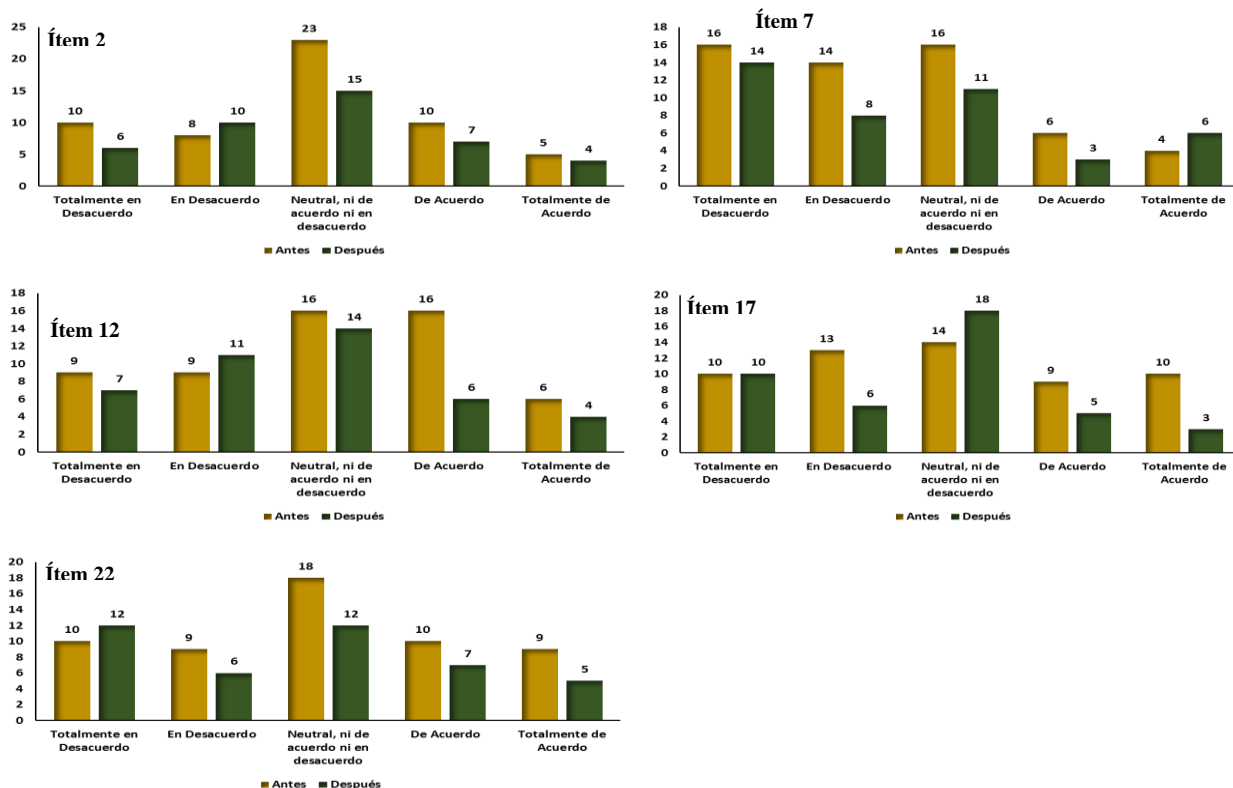 Ítem 2
25
20
15
10
5
0
10
6
8
10
23
15
10
7
5
4
Totalmente en
Desacuerdo
En Desacuerdo
Neutral, ni de
acuerdo ni en
desacuerdo
De Acuerdo
Totalmente de
Acuerdo
Antes Después
Ítem 7
18
16
14
12
10
8
6
4
2
0
16
14
14
8
16
11
6
3
4
6
Totalmente en
Desacuerdo
En Desacuerdo
Neutral, ni de
acuerdo ni en
desacuerdo
De Acuerdo
Totalmente de
Acuerdo
Antes Después
Ítem 12
18
16
14
12
10
8
6
4
2
0
9
7
9
11
16
14
16
6
6
4
Totalmente en
Desacuerdo
En Desacuerdo
Neutral, ni de
acuerdo ni en
desacuerdo
De Acuerdo
Totalmente de
Acuerdo
Antes Después
Ítem 17
20
18
16
14
12
10
8
6
4
2
0
10
10
13
6
14
18
9
5
10
3
Totalmente en
Desacuerdo
En Desacuerdo
Neutral, ni de
acuerdo ni en
desacuerdo
De Acuerdo
Totalmente de
Acuerdo
Antes Después
Ítem 22
20
18
16
14
12
10
8
6
4
2
0
10
12
9
6
18
12
10
7
9
5
Totalmente en
Desacuerdo
En Desacuerdo
Neutral, ni de
acuerdo ni en
desacuerdo
De Acuerdo
Totalmente de
Acuerdo
Antes Después